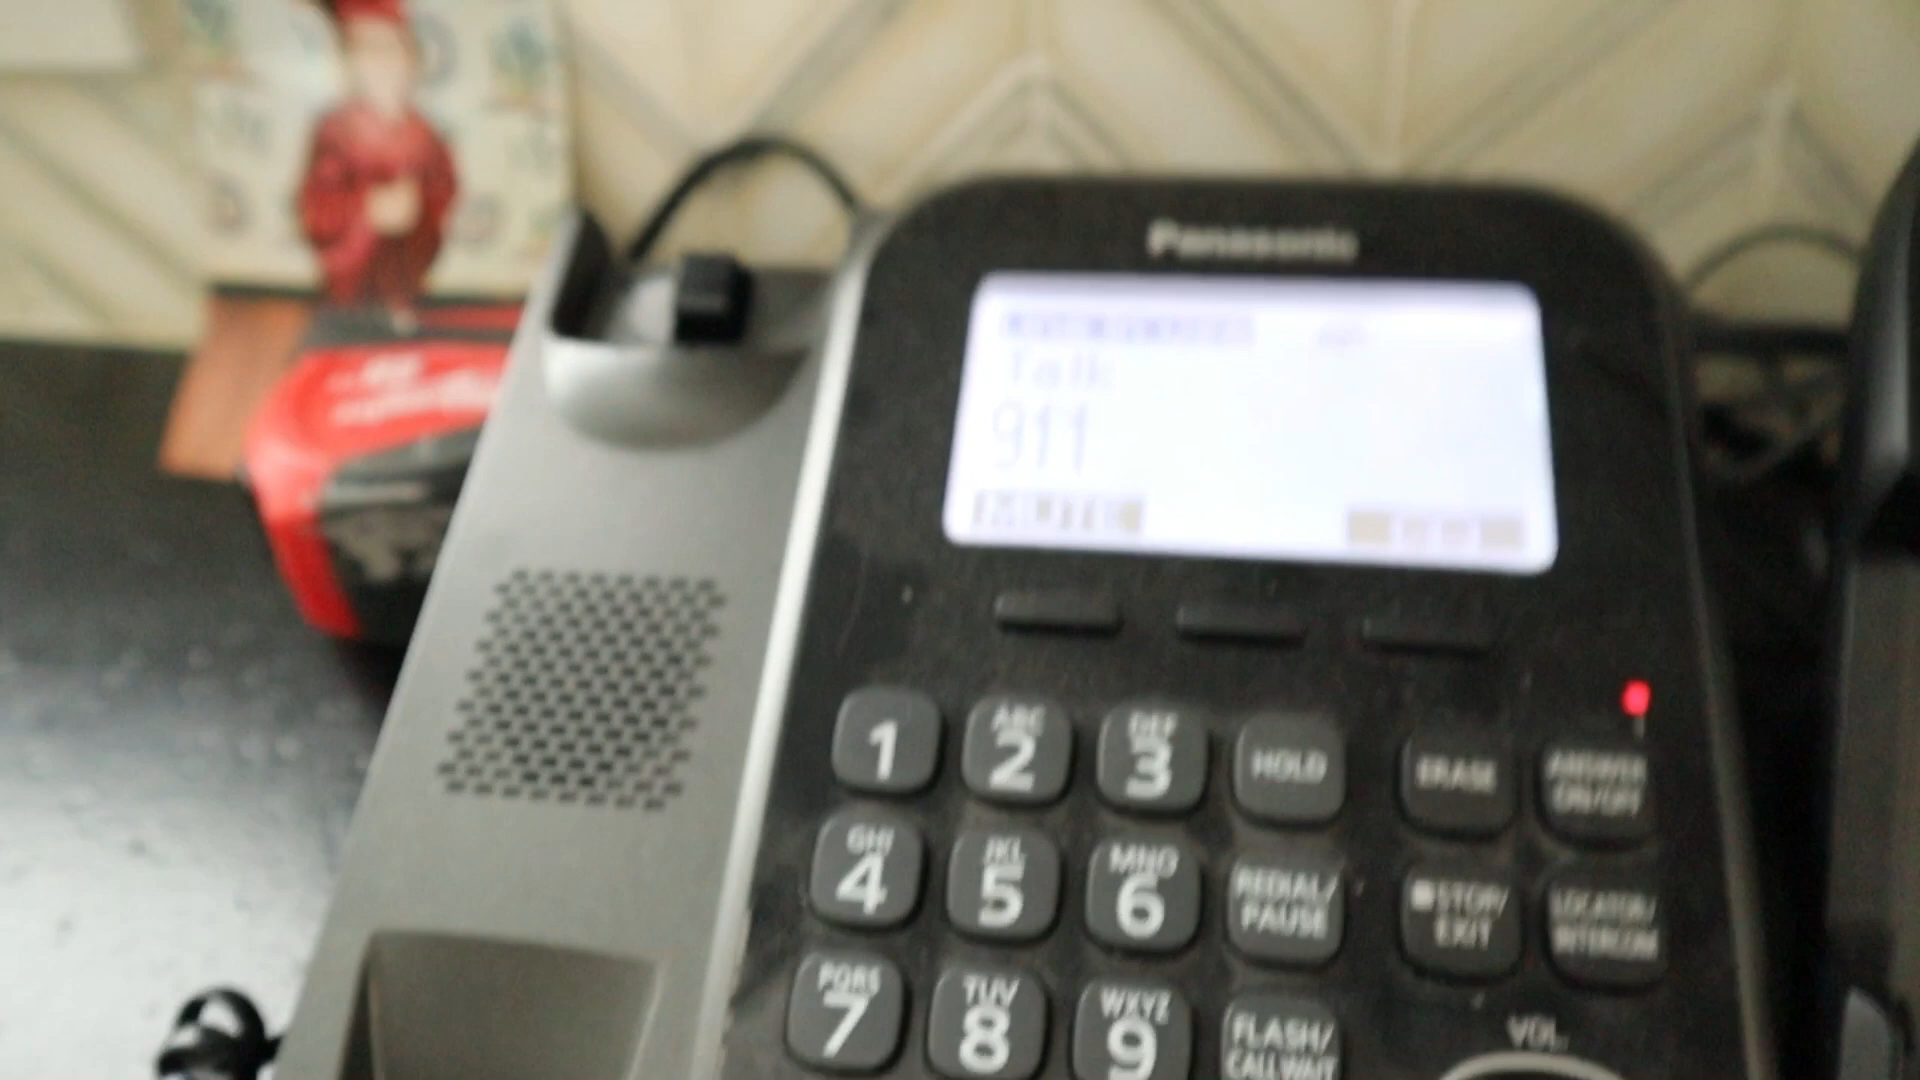 Panasonic
Talk
911
1
ABC
2
DEF
3
HOLD
ERASE
ANSWER
ON/OFF
GHI
4
JKL
5
MNO
6
REDIAL/
PAUSE
STOP/
EXIT
LOCATOR/
INTERCOM
PQRS
7
TUV
8
WXYZ
9
FLASH/
CALL WAIT
VOL.